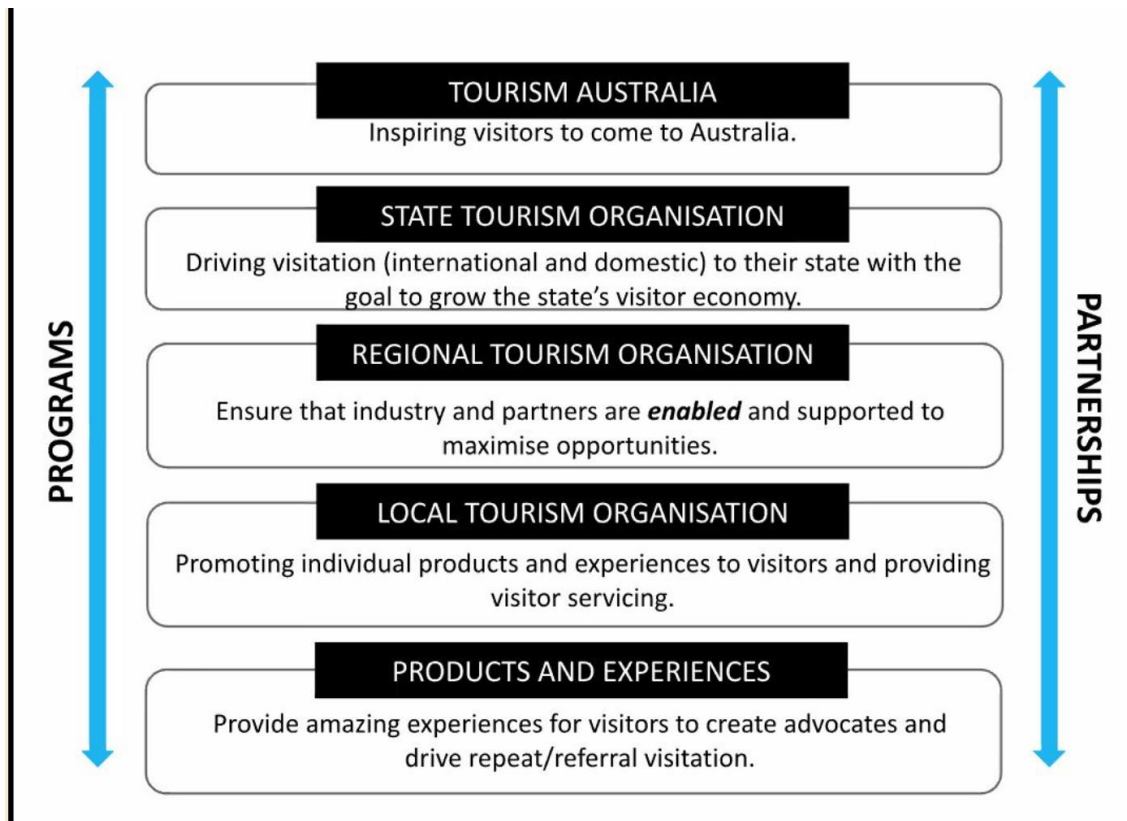 TOURISM AUSTRALIA
Inspiring visitors to come to Australia.
STATE TOURISM ORGANISATION
Driving visitation (international and domestic) to their state with the
goal to grow the state's visitor economy.
REGIONAL TOURISM ORGANISATION
Ensure that industry and partners are enabled and supported to
maximise opportunities.
LOCAL TOURISM ORGANISATION
Promoting individual products and experiences to visitors and providing
visitor servicing.
PRODUCTS AND EXPERIENCES
Provide amazing experiences for visitors to create advocates and
drive repeat/referral visitation.
PROGRAMS
PARTNERSHIPS